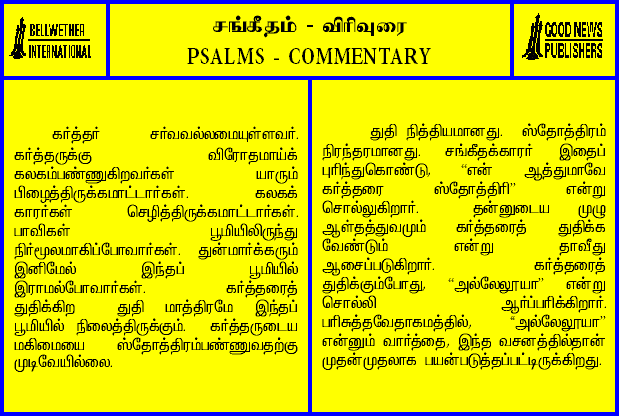 BELLWETHER
INTERNATIONAL
சங்கீதம் - விரிவுரை
PSALMS - COMMENTARY
GOOD NEWS
PUBLISHERS
கர்த்தர் சர்வவல்லமையுள்ளவர்.
கர்த்தருக்கு விரோதமாய்க்
கலகம்பண்ணுகிறவர்கள் யாரும்
பிழைத்திருக்கமாட்டார்கள். கலகக்
காரர்கள் செழித்திருக்கமாட்டார்கள்.
பாவிகள் பூமியிலிருந்து
நிர்மூலமாகிப்போவார்கள். துன்மார்க்கரும்
இனிமேல் இந்தப் பூமியில்
இராமல்போவார்கள். கர்த்தரைத்
துதிக்கிற துதி மாத்திரமே இந்தப்
பூமியில் நிலைத்திருக்கும். கர்த்தருடைய
மகிமையை ஸ்தோத்திரம்பண்ணுவதற்கு
முடிவேயில்லை.
துதி நித்தியமானது. ஸ்தோத்திரம்
நிரந்தரமானது. சங்கீதக்காரர் இதைப்
புரிந்துகொண்டு, “என் ஆத்துமாவே
கர்த்தரை ஸ்தோத்திரி” என்று
சொல்லுகிறார். தன்னுடைய முழு
ஆள்தத்துவமும் கர்த்தரைத் துதிக்க
வேண்டும் என்று தாவீது
ஆசைப்படுகிறார். கர்த்தரைத்
துதிக்கும்போது, “அல்லேலூயா” என்று
சொல்லி ஆர்ப்பரிக்கிறார்.
பரிசுத்தவேதாகமத்தில், “அல்லேலூயா”
என்னும் வார்த்தை, இந்த வசனத்தில்தான்
முதன்முதலாக பயன்படுத்தப்பட்டிருக்கிறது.